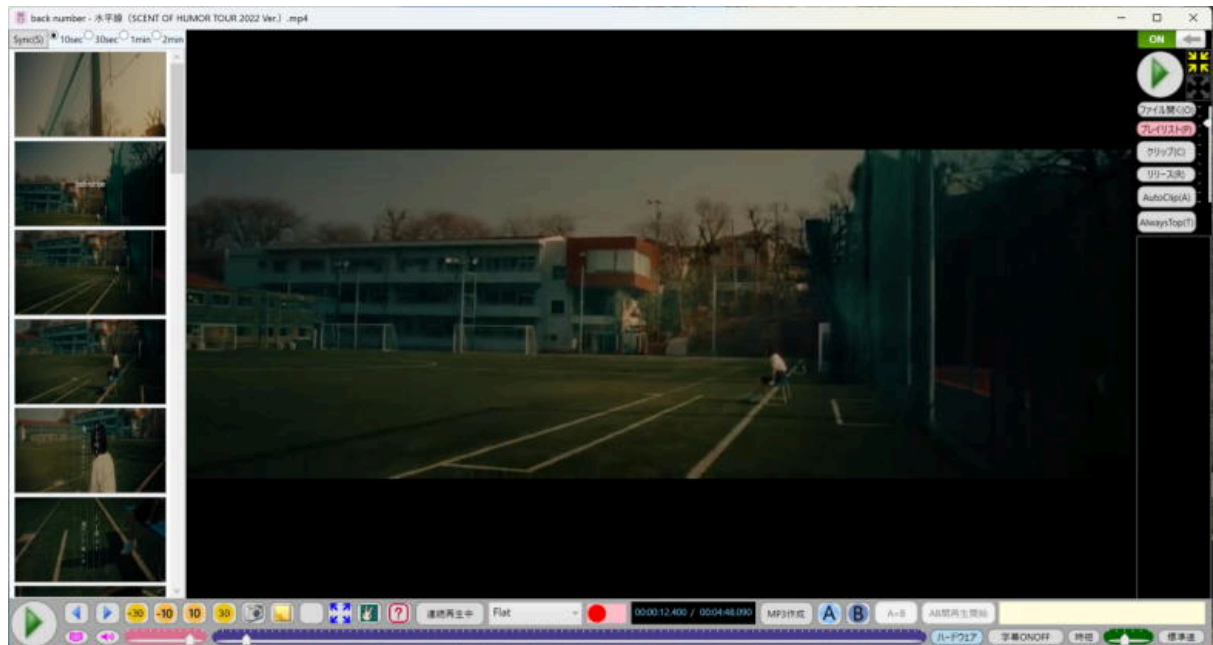 back number - 水平線（SCENT OF HUMOR TOUR 2022 Ver.）.mp4
Sync(S) 10sec 30sec 1min 2min
ON
ファイル開く(O)
プレイリスト(P)
クリップ(C)
リリース(R)
AutoClip(A)
AlwaysTop(T)
-30 -10 10 30 ? 連続再生中 Flat 00:00:12.400 / 00:04:48.090 MP3作成 A B A=B AB間再生開始
ハードウェア 字幕ONOFF 時砲 標準速